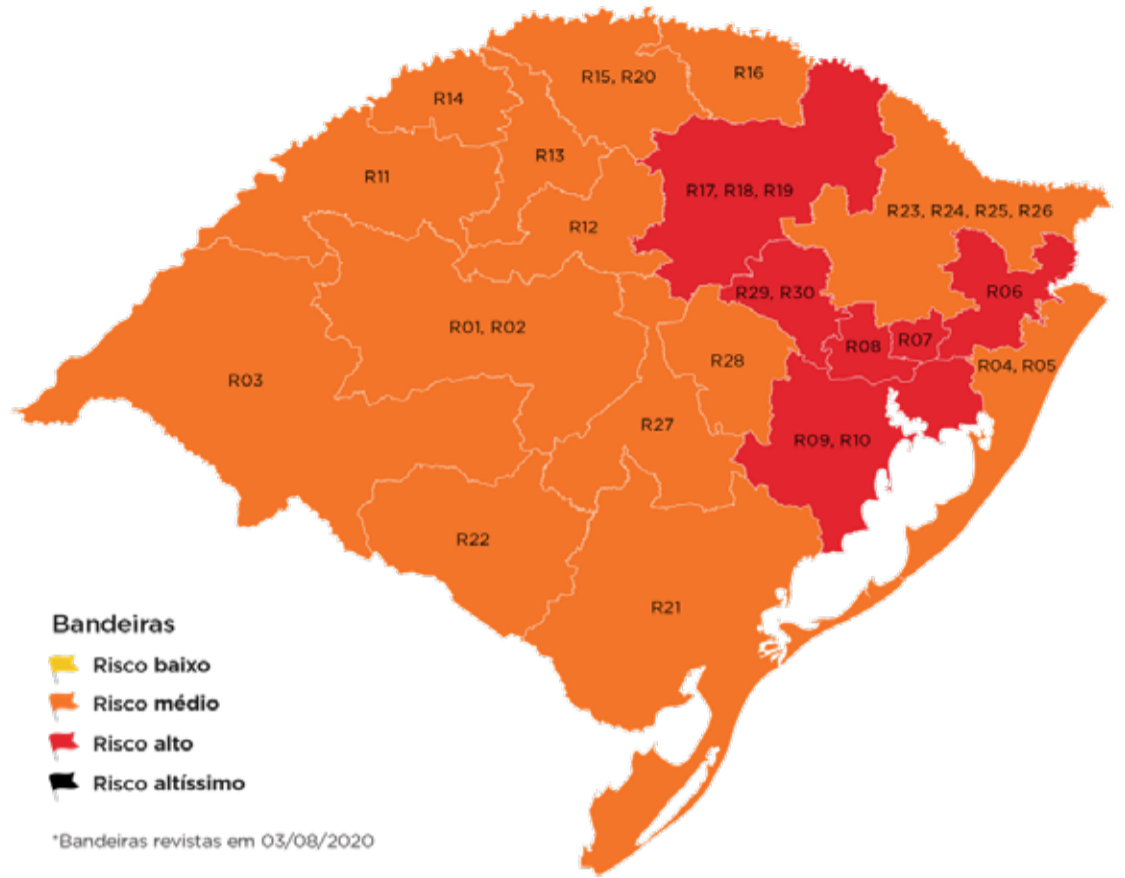 R15, R20
R16
R14
R13
R11
R17, R18, R19
R23, R24, R25, R26
R12
R29, R30
R06
R01, R02
R08
R07
R28
R04, R05
R03
R27
R09, R10
R22
R21
Bandeiras
Risco baixo
Risco médio
Risco alto
Risco altíssimo
*Bandeiras revistas em 03/08/2020